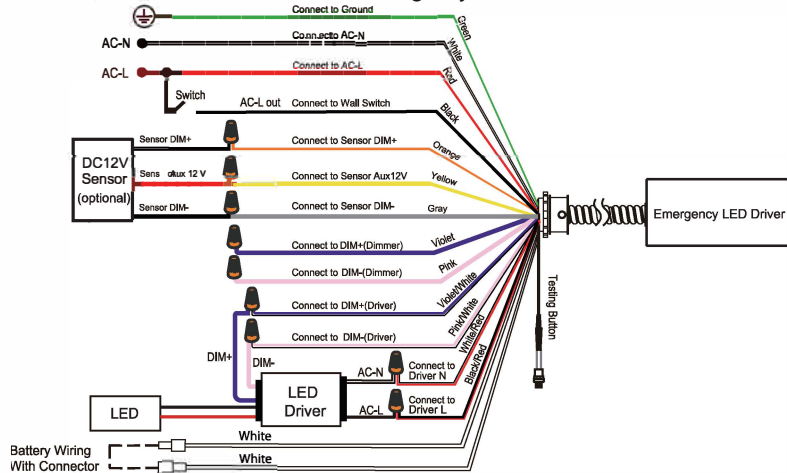 Connect to Ground
Green
AC-N
Connecto AC-N
White
AC-L
Connect to AC-L
Red
Switch
AC-L out
Connect to Wall Switch
Black
DC12V
Sensor
(optional)
Sensor DIM+
Connect to Sensor DIM+
Orange
Sens Aux 12 V
Connect to Sensor Aux12V
Yellow
Sensor DIM-
Connect to Sensor DIM-
Gray
Emergency LED Driver
Connect to DIM+(Dimmer)
Violet
Connect to DIM-(Dimmer)
Pink
Connect to DIM+(Driver)
Violet/White
Connect to DIM-(Driver)
Pink/White
Testing Button
DIM+
DIM-
White/Red
AC-N
Connect to
Driver N
Black/Red
LED
LED
Driver
AC-L
Connect to
Driver L
White
Battery Wiring
With Connector
White